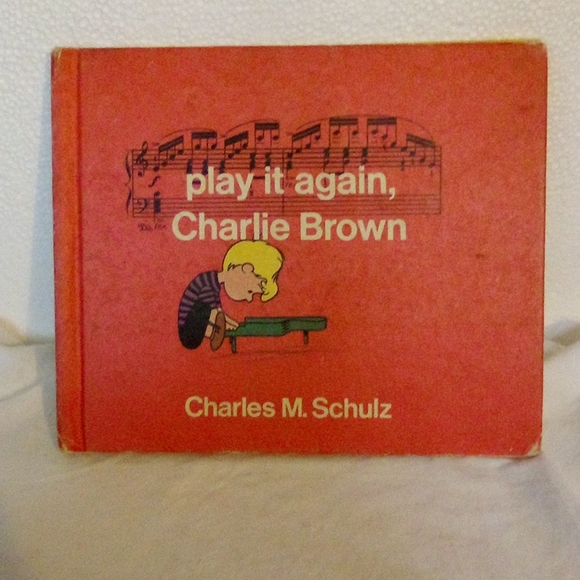 play it again,
Charlie Brown
Charles M. Schulz